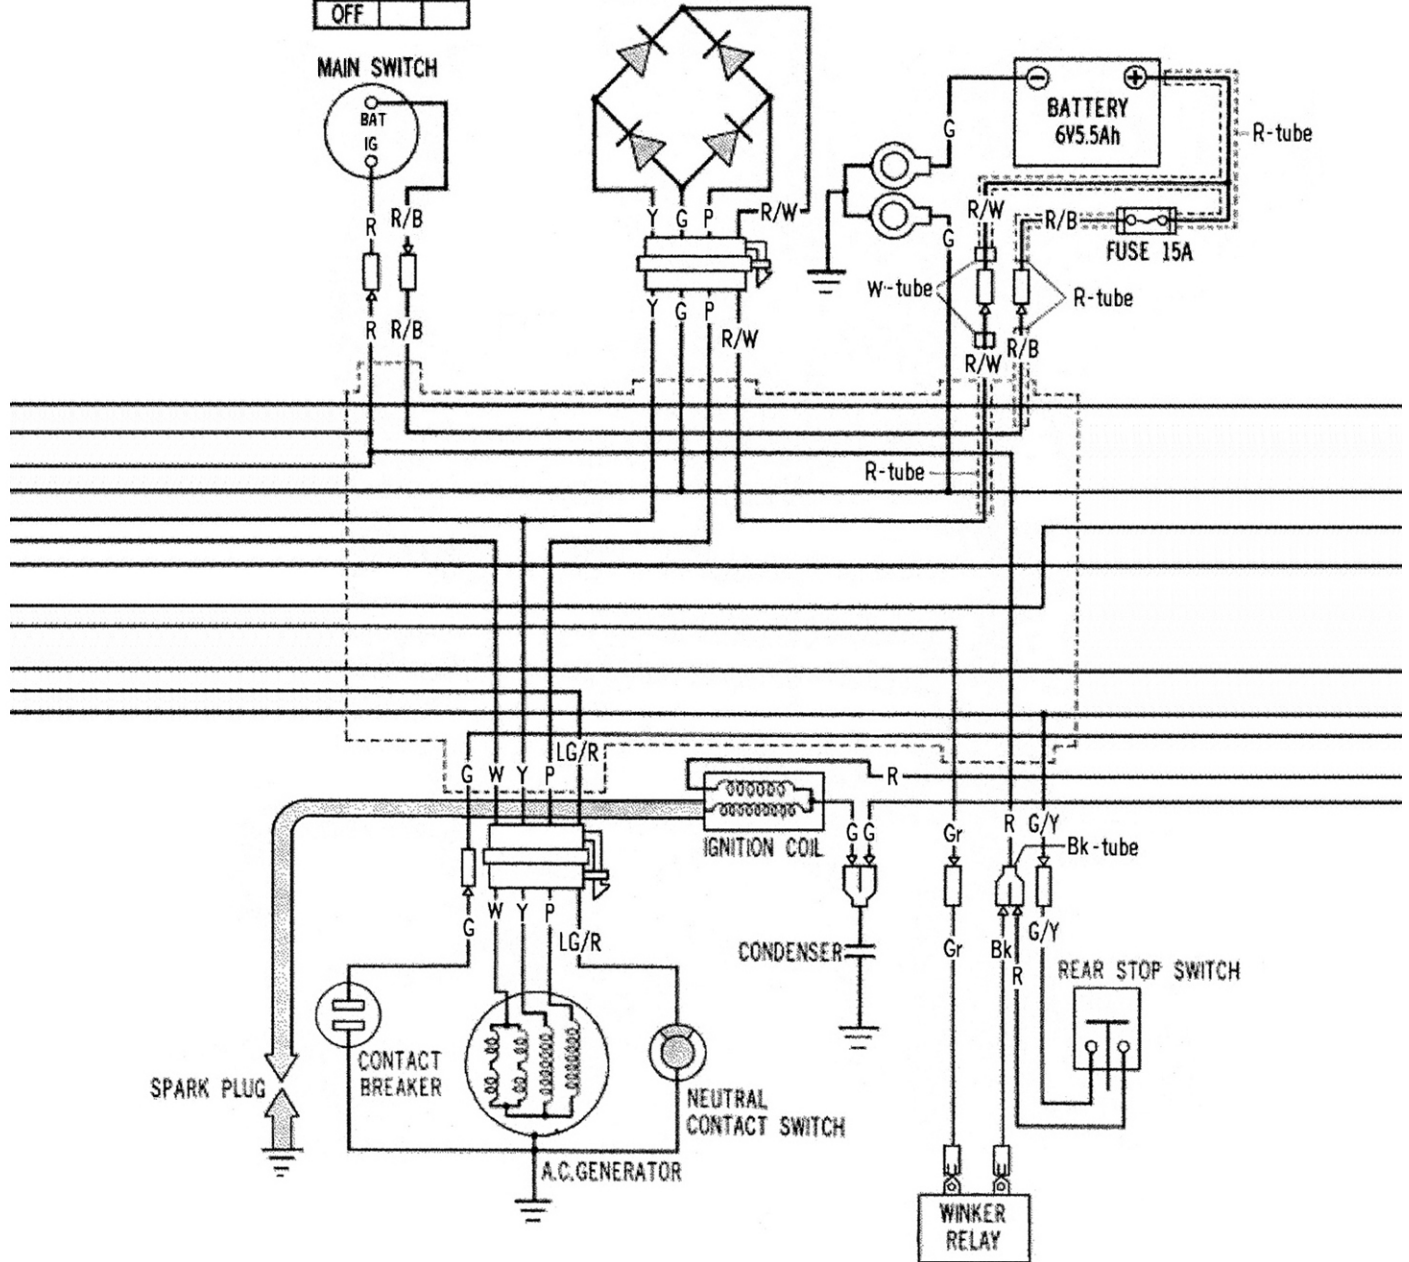 OFF
MAIN SWITCH
BAT
IG
R
R/B
R
R/B
Y
G
P
R/W
Y
G
P
R/W
G
BATTERY
6V5.5Ah
R-tube
R/W
R/B
FUSE 15A
G
W-tube
R-tube
R/W
R/B
R-tube
G
W
Y
P
LG/R
R
IGNITION COIL
G
G
Gr
R
G/Y
Bk-tube
W
Y
P
G
LG/R
CONDENSER
Gr
Bk
R
G/Y
REAR STOP SWITCH
SPARK PLUG
CONTACT
BREAKER
NEUTRAL
CONTACT SWITCH
A.C.GENERATOR
WINKER
RELAY